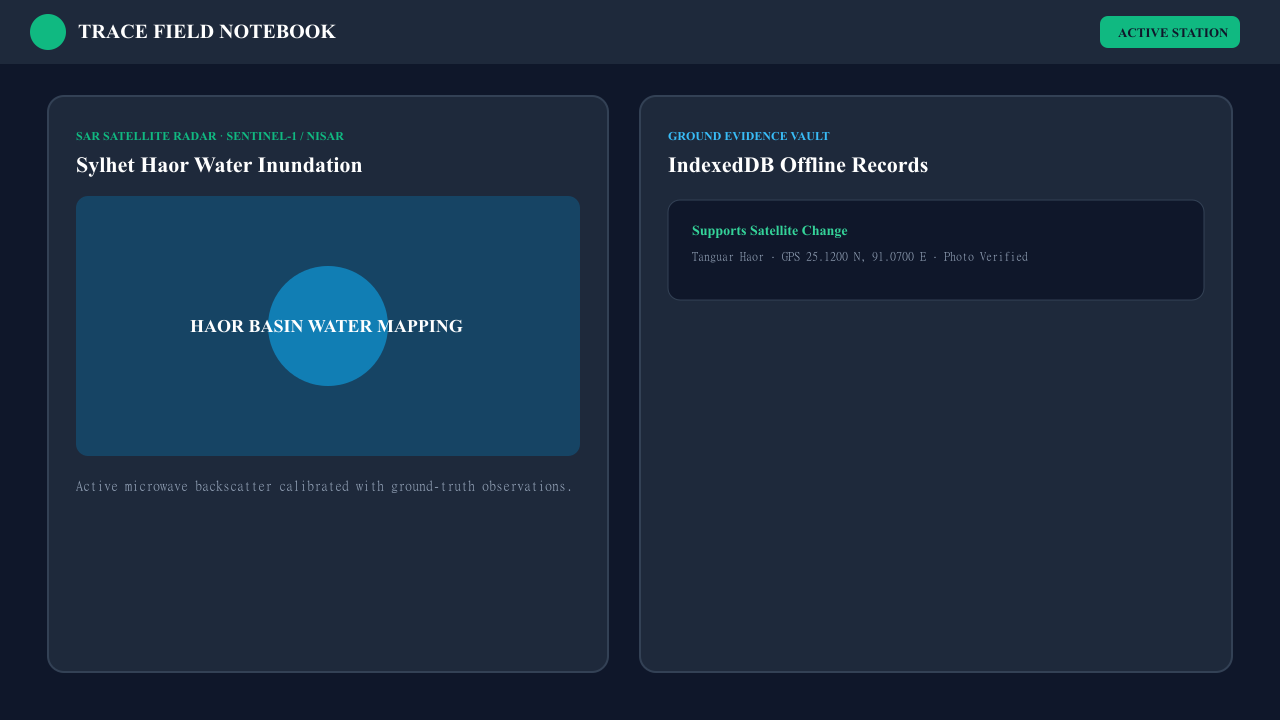 TRACE FIELD NOTEBOOK
ACTIVE STATION
SAR SATELLITE RADAR · SENTINEL-1 / NISAR
Sylhet Haor Water Inundation
HAOR BASIN WATER MAPPING
Active microwave backscatter calibrated with ground-truth observations.
GROUND EVIDENCE VAULT
IndexedDB Offline Records
Supports Satellite Change
Tanguar Haor · GPS 25.1200 N, 91.0700 E · Photo Verified